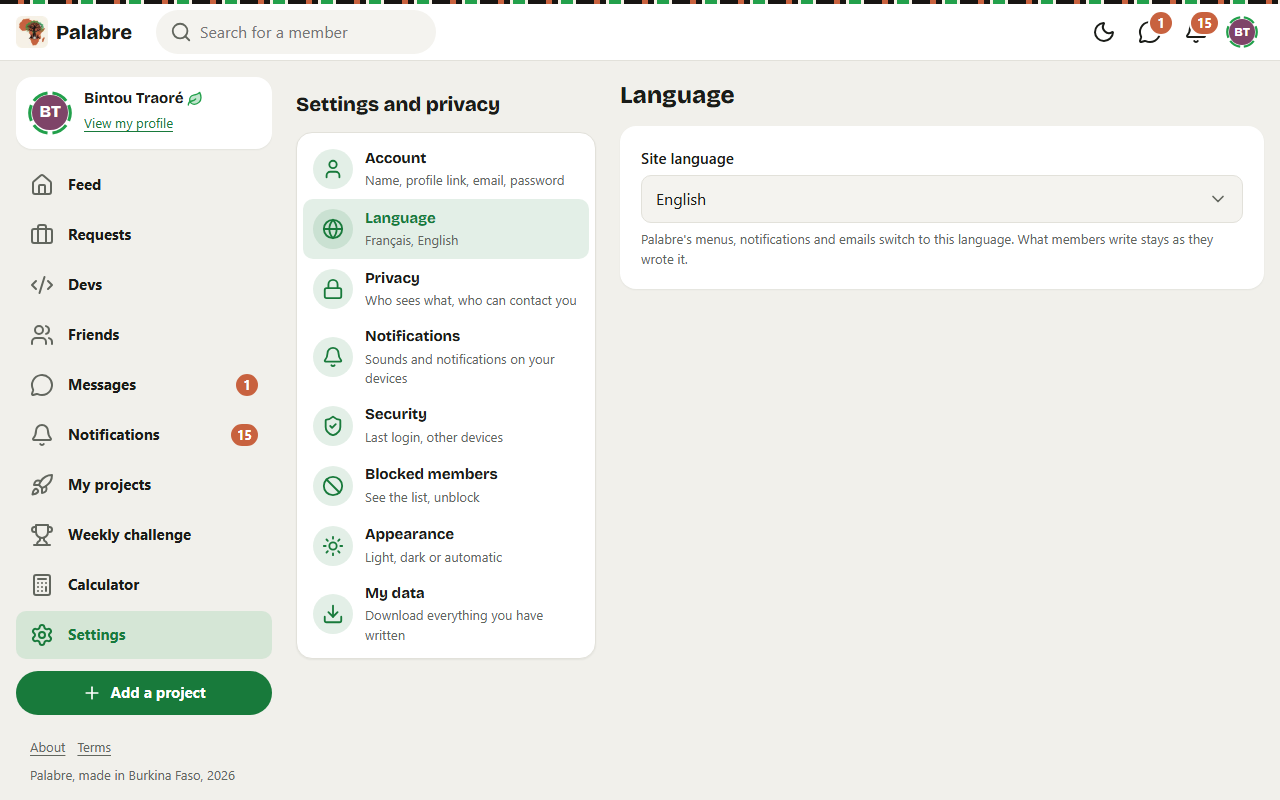 Palabre
Search for a member
1
15
BT
BT
Bintou Traoré
View my profile
Feed
Requests
Devs
Friends
Messages
1
Notifications
15
My projects
Weekly challenge
Calculator
Settings
Add a project
About Terms
Palabre, made in Burkina Faso, 2026
Settings and privacy
Account
Name, profile link, email, password
Language
Français, English
Privacy
Who sees what, who can contact you
Notifications
Sounds and notifications on your
devices
Security
Last login, other devices
Blocked members
See the list, unblock
Appearance
Light, dark or automatic
My data
Download everything you have
written
Language
Site language
English
Palabre's menus, notifications and emails switch to this language. What members write stays as they
wrote it.